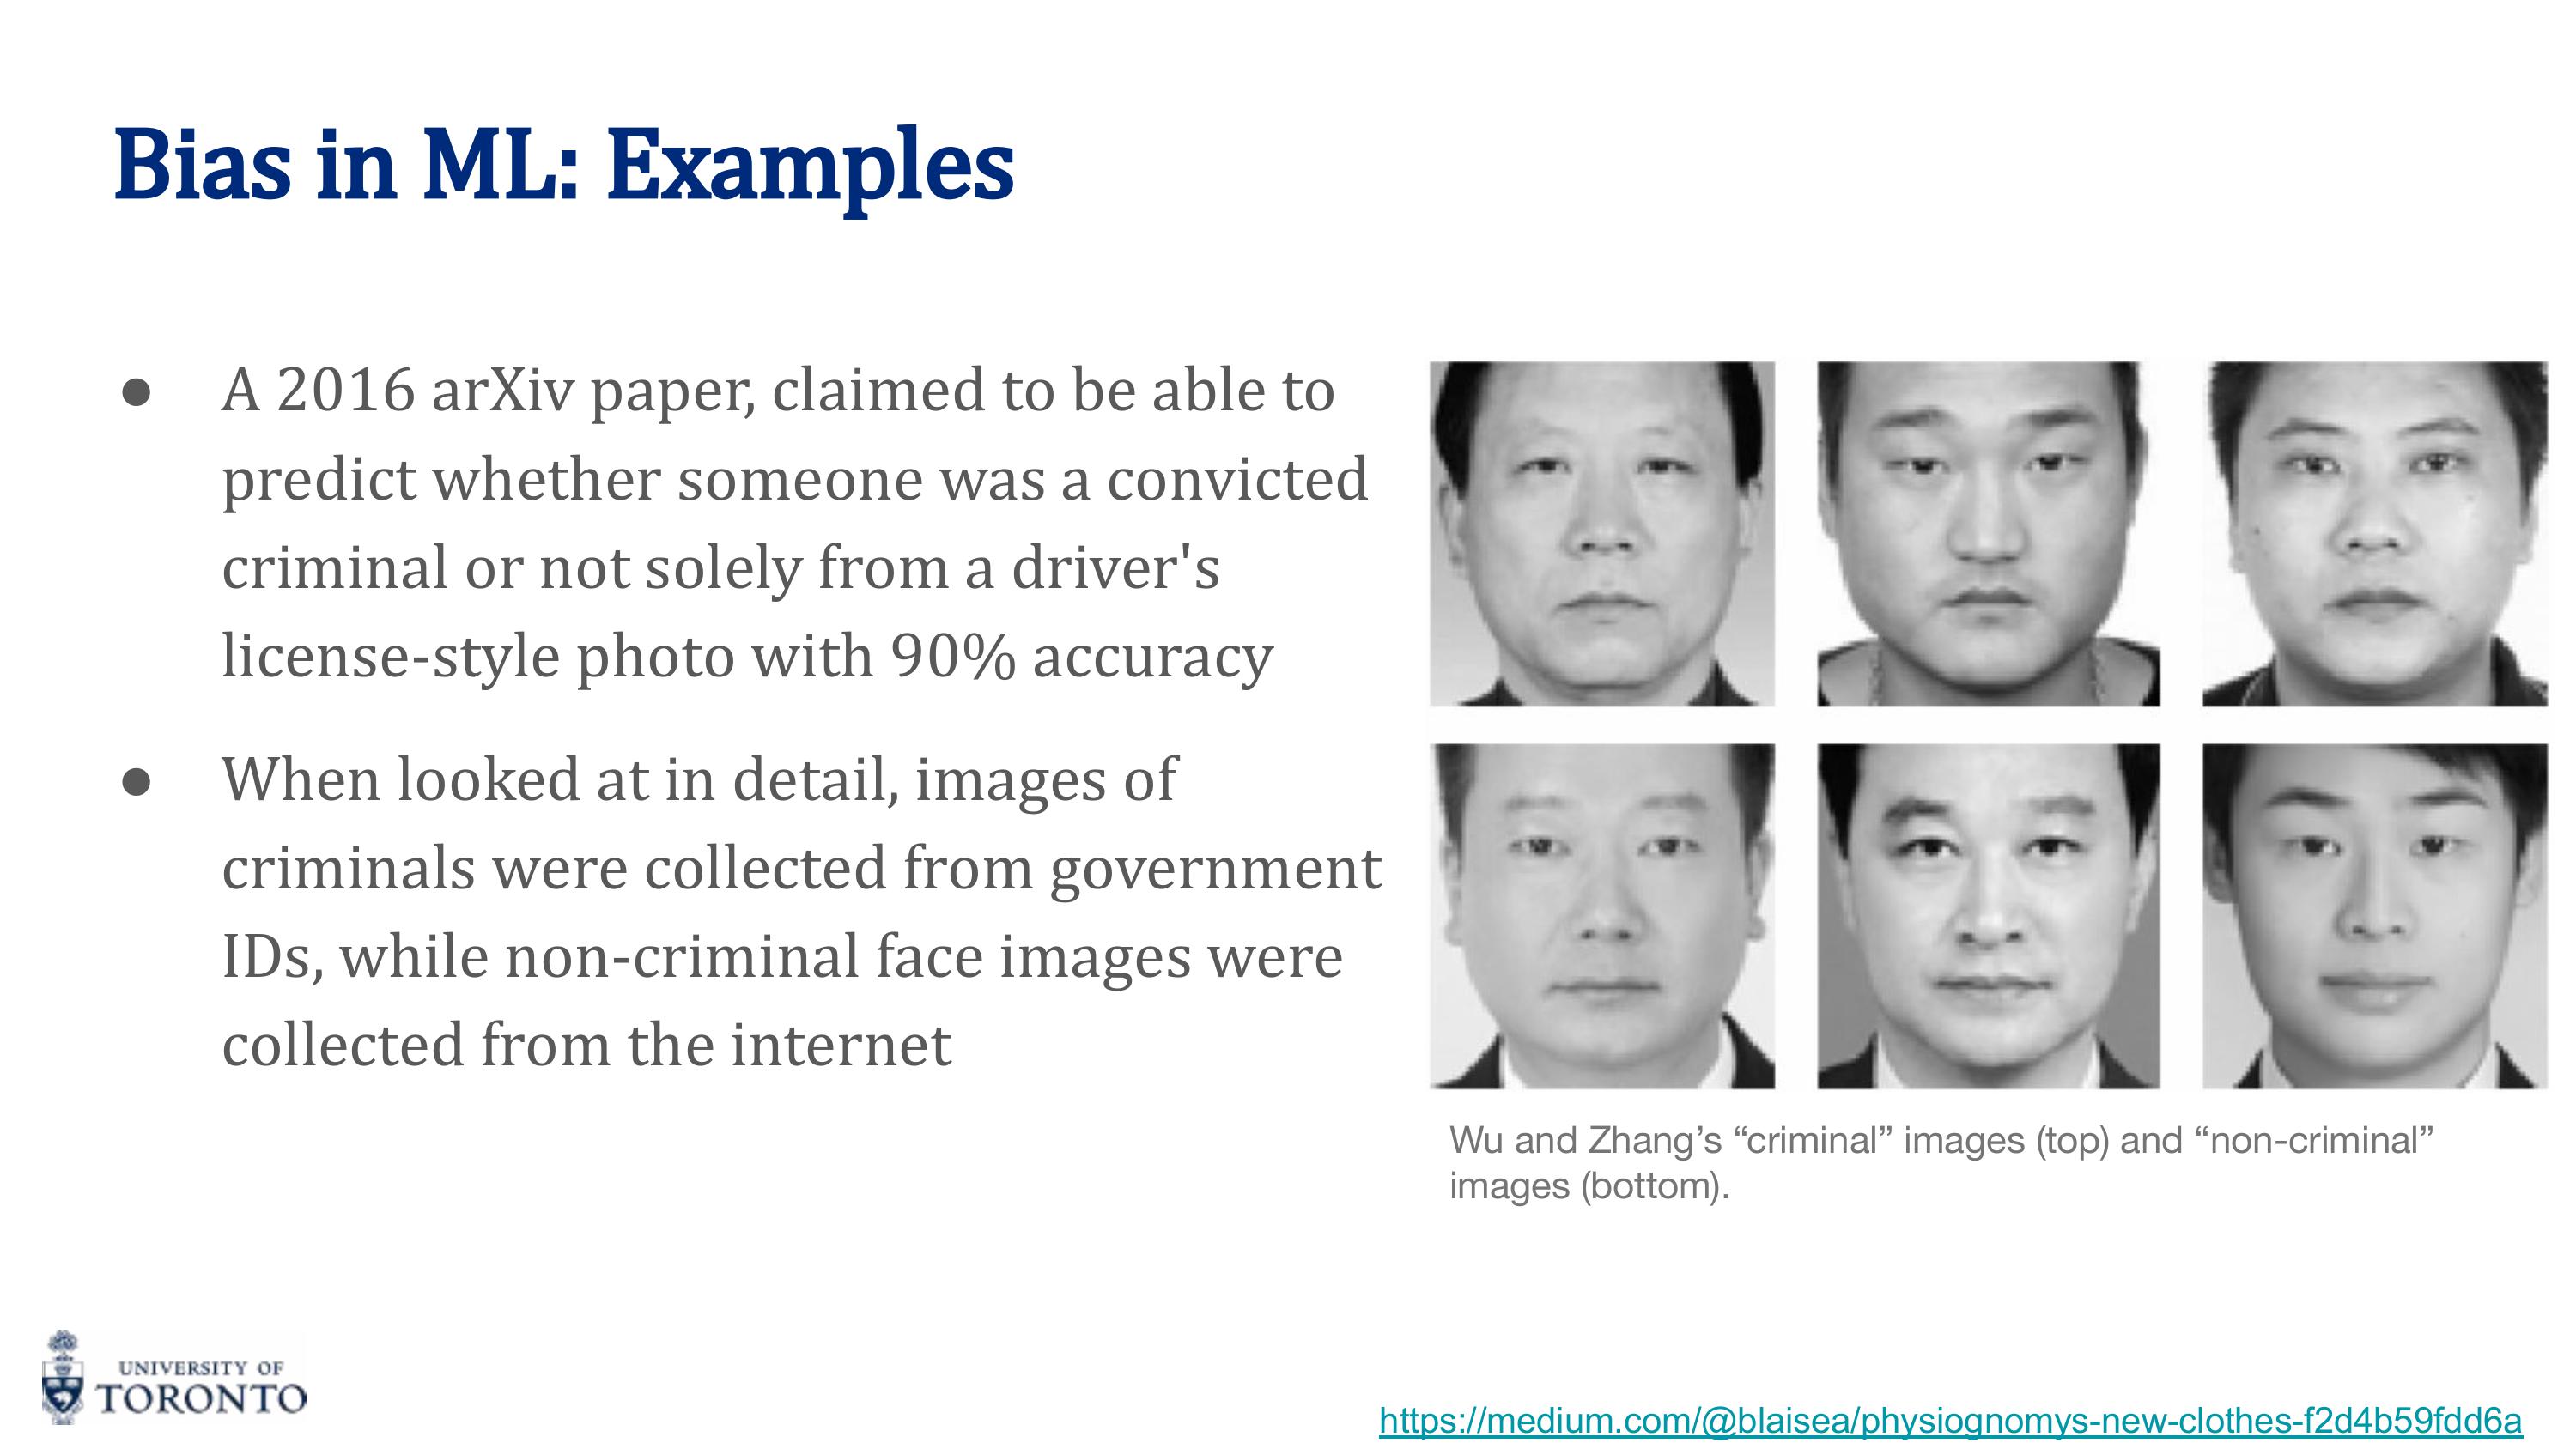 Bias in ML: Examples
● A 2016 arXiv paper, claimed to be able to
predict whether someone was a convicted
criminal or not solely from a driver's
license-style photo with 90% accuracy
● When looked at in detail, images of
criminals were collected from government
IDs, while non-criminal face images were
collected from the internet
Wu and Zhang’s “criminal” images (top) and “non-criminal”
images (bottom).
UNIVERSITY OF
TORONTO
https://medium.com/@blaisea/physiognomys-new-clothes-f2d4b59fdd6a